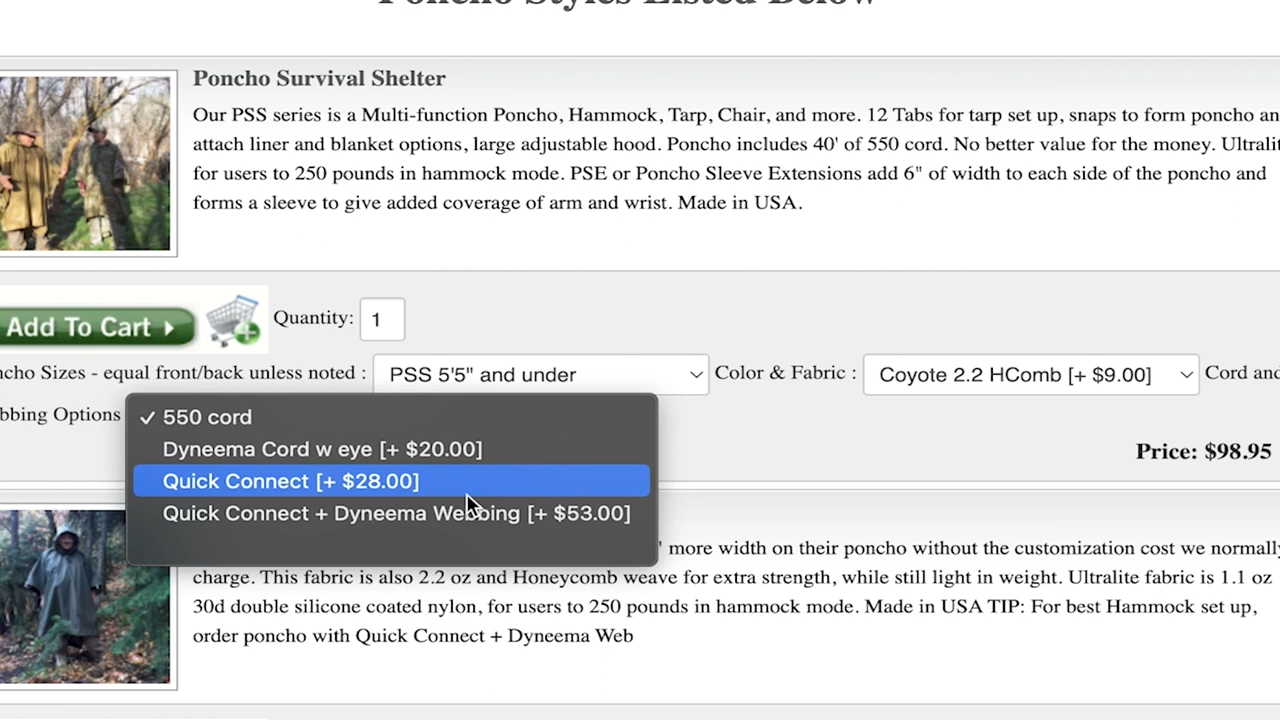 Poncho Styles Listed Below
Poncho Survival Shelter
Our PSS series is a Multi-function Poncho, Hammock, Tarp, Chair, and more. 12 Tabs for tarp set up, snaps to form poncho an
attach liner and blanket options, large adjustable hood. Poncho includes 40' of 550 cord. No better value for the money. Ultralit
for users to 250 pounds in hammock mode. PSE or Poncho Sleeve Extensions add 6" of width to each side of the poncho and
forms a sleeve to give added coverage of arm and wrist. Made in USA.
Add To Cart
Quantity: 1
ncho Sizes - equal front/back unless noted : PSS 5'5" and under Color & Fabric : Coyote 2.2 HComb [+ $9.00] Cord and
bbing Options
✓ 550 cord
Dyneema Cord w eye [+ $20.00]
Quick Connect [+ $28.00]
Quick Connect + Dyneema Webbing [+ $53.00]
Price: $98.95
' more width on their poncho without the customization cost we normally
charge. This fabric is also 2.2 oz and Honeycomb weave for extra strength, while still light in weight. Ultralite fabric is 1.1 oz
30d double silicone coated nylon, for users to 250 pounds in hammock mode. Made in USA TIP: For best Hammock set up,
order poncho with Quick Connect + Dyneema Web